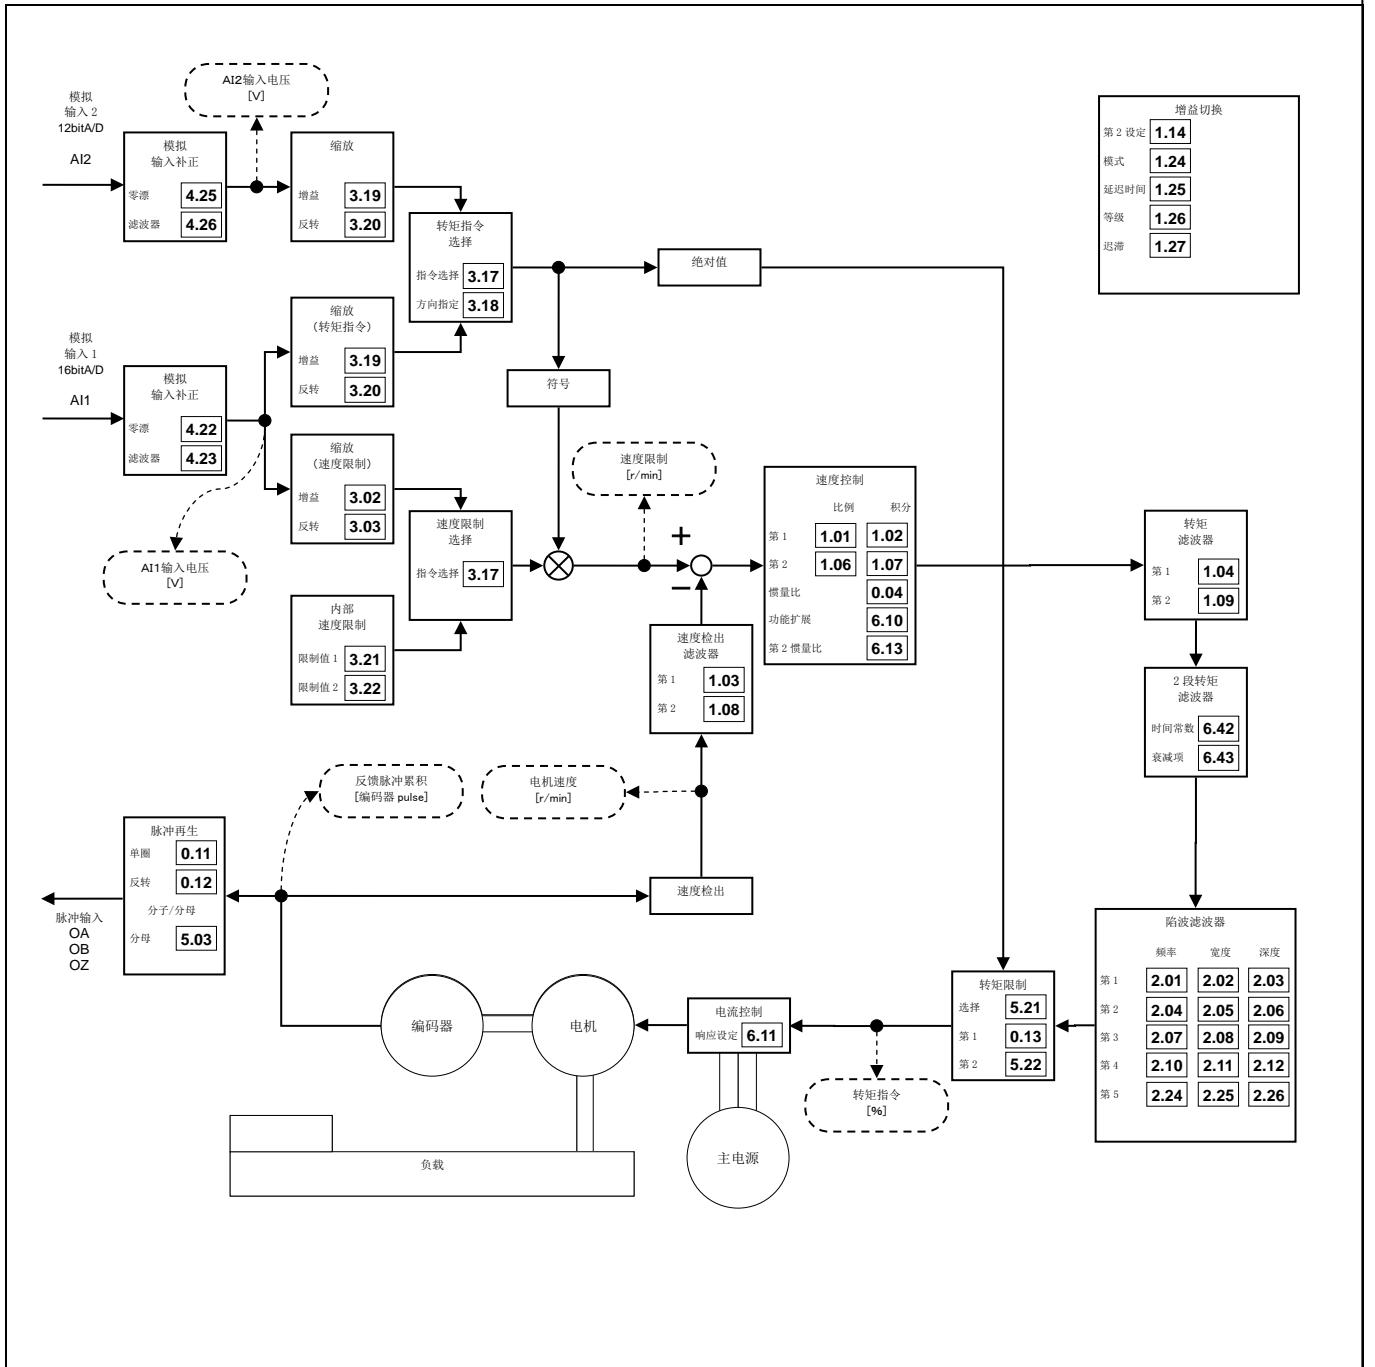 模拟
输入 2
12bitA/D
AI2
AI2输入电压
[V]
模拟
输入补正
零漂 4.25
滤波器 4.26
缩放
增益 3.19
反转 3.20
转矩指令
选择
指令选择 3.17
方向指定 3.18
绝对值
增益切换
第 2 设定 1.14
模式 1.24
延迟时间 1.25
等级 1.26
迟滞 1.27
模拟
输入 1
16bitA/D
AI1
模拟
输入补正
零漂 4.22
滤波器 4.23
缩放
(转矩指令)
增益 3.19
反转 3.20
符号
缩放
(速度限制)
增益 3.02
反转 3.03
AI1输入电压
[V]
速度限制
选择
指令选择 3.17
内部
速度限制
限制值 1 3.21
限制值 2 3.22
速度限制
[r/min]
+
−
速度控制
比例 积分
第 1 1.01 1.02
第 2 1.06 1.07
惯量比 0.04
功能扩展 6.10
第 2 惯量比 6.13
转矩
滤波器
第 1 1.04
第 2 1.09
速度检出
滤波器
第 1 1.03
第 2 1.08
2 段转矩
滤波器
时间常数 6.42
衰减项 6.43
反馈脉冲累积
[编码器 pulse]
电机速度
[r/min]
脉冲再生
单圈 0.11
反转 0.12
分子/分母
分母 5.03
脉冲输入
OA
OB
OZ
速度检出
陷波滤波器
频率 宽度 深度
第 1 2.01 2.02 2.03
第 2 2.04 2.05 2.06
第 3 2.07 2.08 2.09
第 4 2.10 2.11 2.12
第 5 2.24 2.25 2.26
转矩限制
选择 5.21
第 1 0.13
第 2 5.22
编码器
电机
电流控制
响应设定 6.11
转矩指令
[%]
主电源
负载